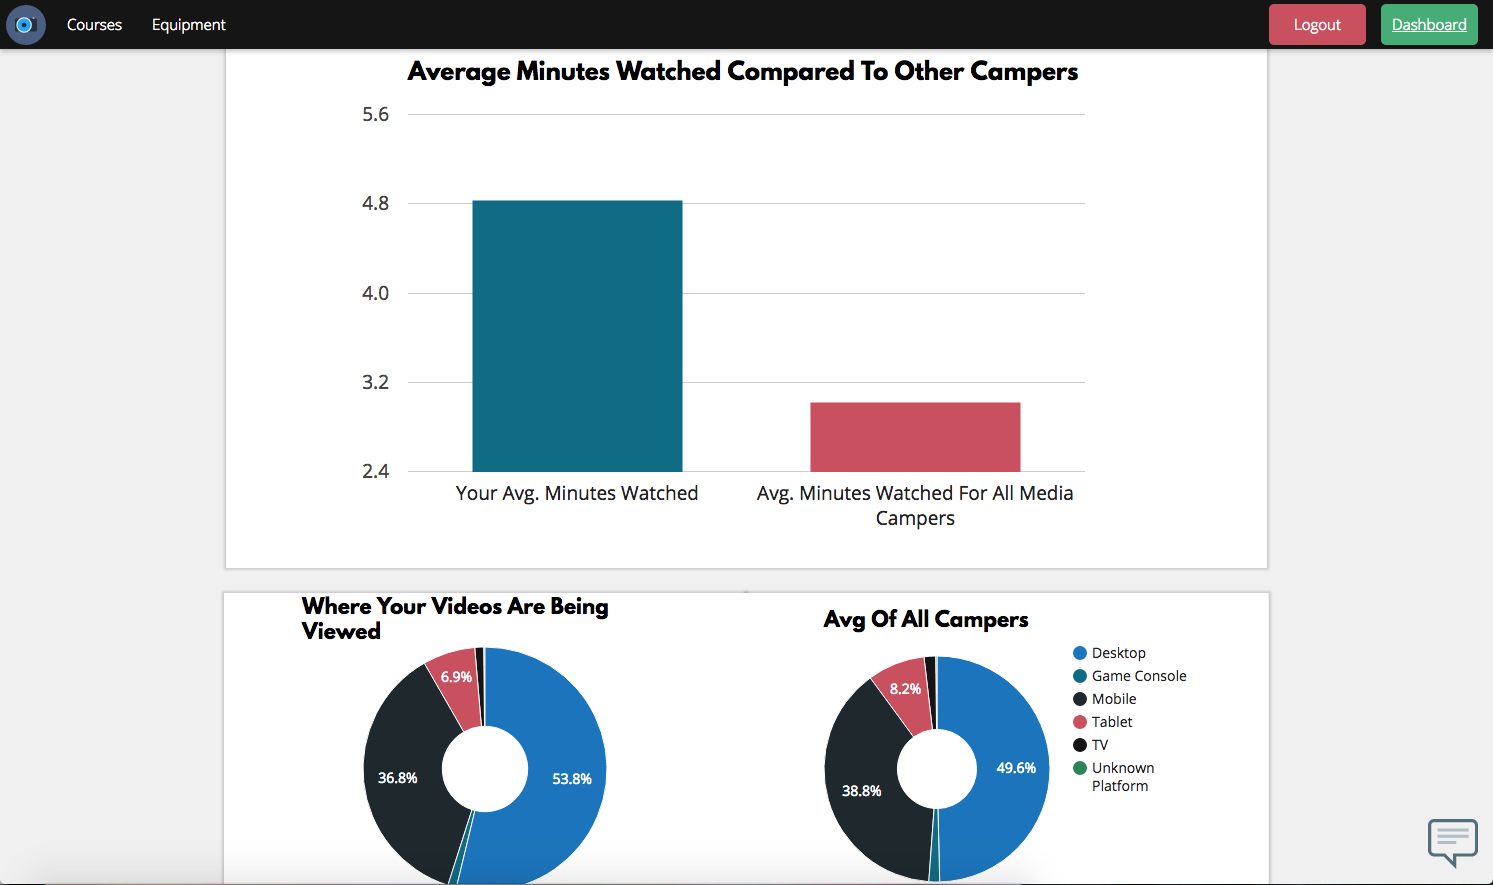 Courses
Equipment
Logout
Dashboard
Average Minutes Watched Compared To Other Campers
5.6
4.8
4.0
3.2
2.4
Your Avg. Minutes Watched
Avg. Minutes Watched For All Media
Campers
Where Your Videos Are Being
Viewed
6.9%
36.8%
53.8%
Avg Of All Campers
8.2%
49.6%
38.8%
Desktop
Game Console
Mobile
Tablet
TV
Unknown
Platform